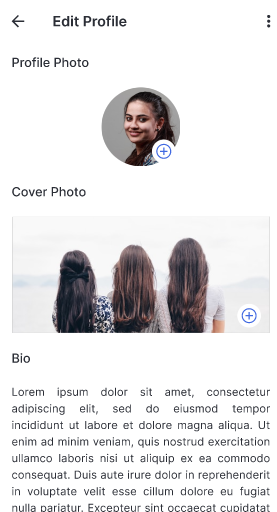 Edit Profile
Profile Photo
Cover Photo
Bio
Lorem ipsum dolor sit amet, consectetur
adipiscing elit, sed do eiusmod tempor
incididunt ut labore et dolore magna aliqua. Ut
enim ad minim veniam, quis nostrud exercitation
ullamco laboris nisi ut aliquip ex ea commodo
consequat. Duis aute irure dolor in reprehenderit
in voluptate velit esse cillum dolore eu fugiat
nulla pariatur. Excepteur sint occaecat cupidatat